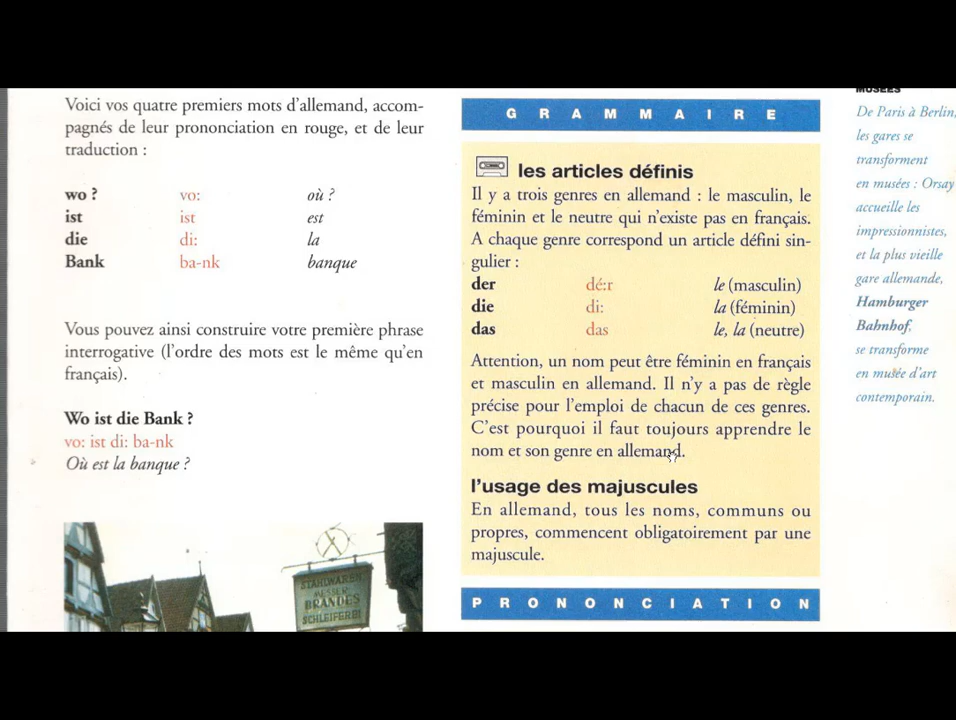 Voici vos quatre premiers mots d'allemand, accom-
pagnés de leur prononciation en rouge, et de leur
traduction :
wo ? vo: où ?
ist ist est
die di: la
Bank ba-nk banque
Vous pouvez ainsi construire votre première phrase
interrogative (l'ordre des mots est le même qu'en
français).
Wo ist die Bank ?
vo: ist di: ba-nk
Où est la banque ?
STAHLWAREN
MESSER
BRANDES
SCHLEIFEREI
GRAMMAIRE
les articles définis
Il y a trois genres en allemand : le masculin, le
féminin et le neutre qui n'existe pas en français.
A chaque genre correspond un article défini sin-
gulier :
der dé:r le (masculin)
die di: la (féminin)
das das le, la (neutre)
Attention, un nom peut être féminin en français
et masculin en allemand. Il n'y a pas de règle
précise pour l'emploi de chacun de ces genres.
C'est pourquoi il faut toujours apprendre le
nom et son genre en allemand.
l'usage des majuscules
En allemand, tous les noms, communs ou
propres, commencent obligatoirement par une
majuscule.
PRONONCIATION
MUSÉES
De Paris à Berlin,
les gares se
transforment
en musées : Orsay
accueille les
impressionnistes,
et la plus vieille
gare allemande,
Hamburger
Bahnhof,
se transforme
en musée d'art
contemporain.